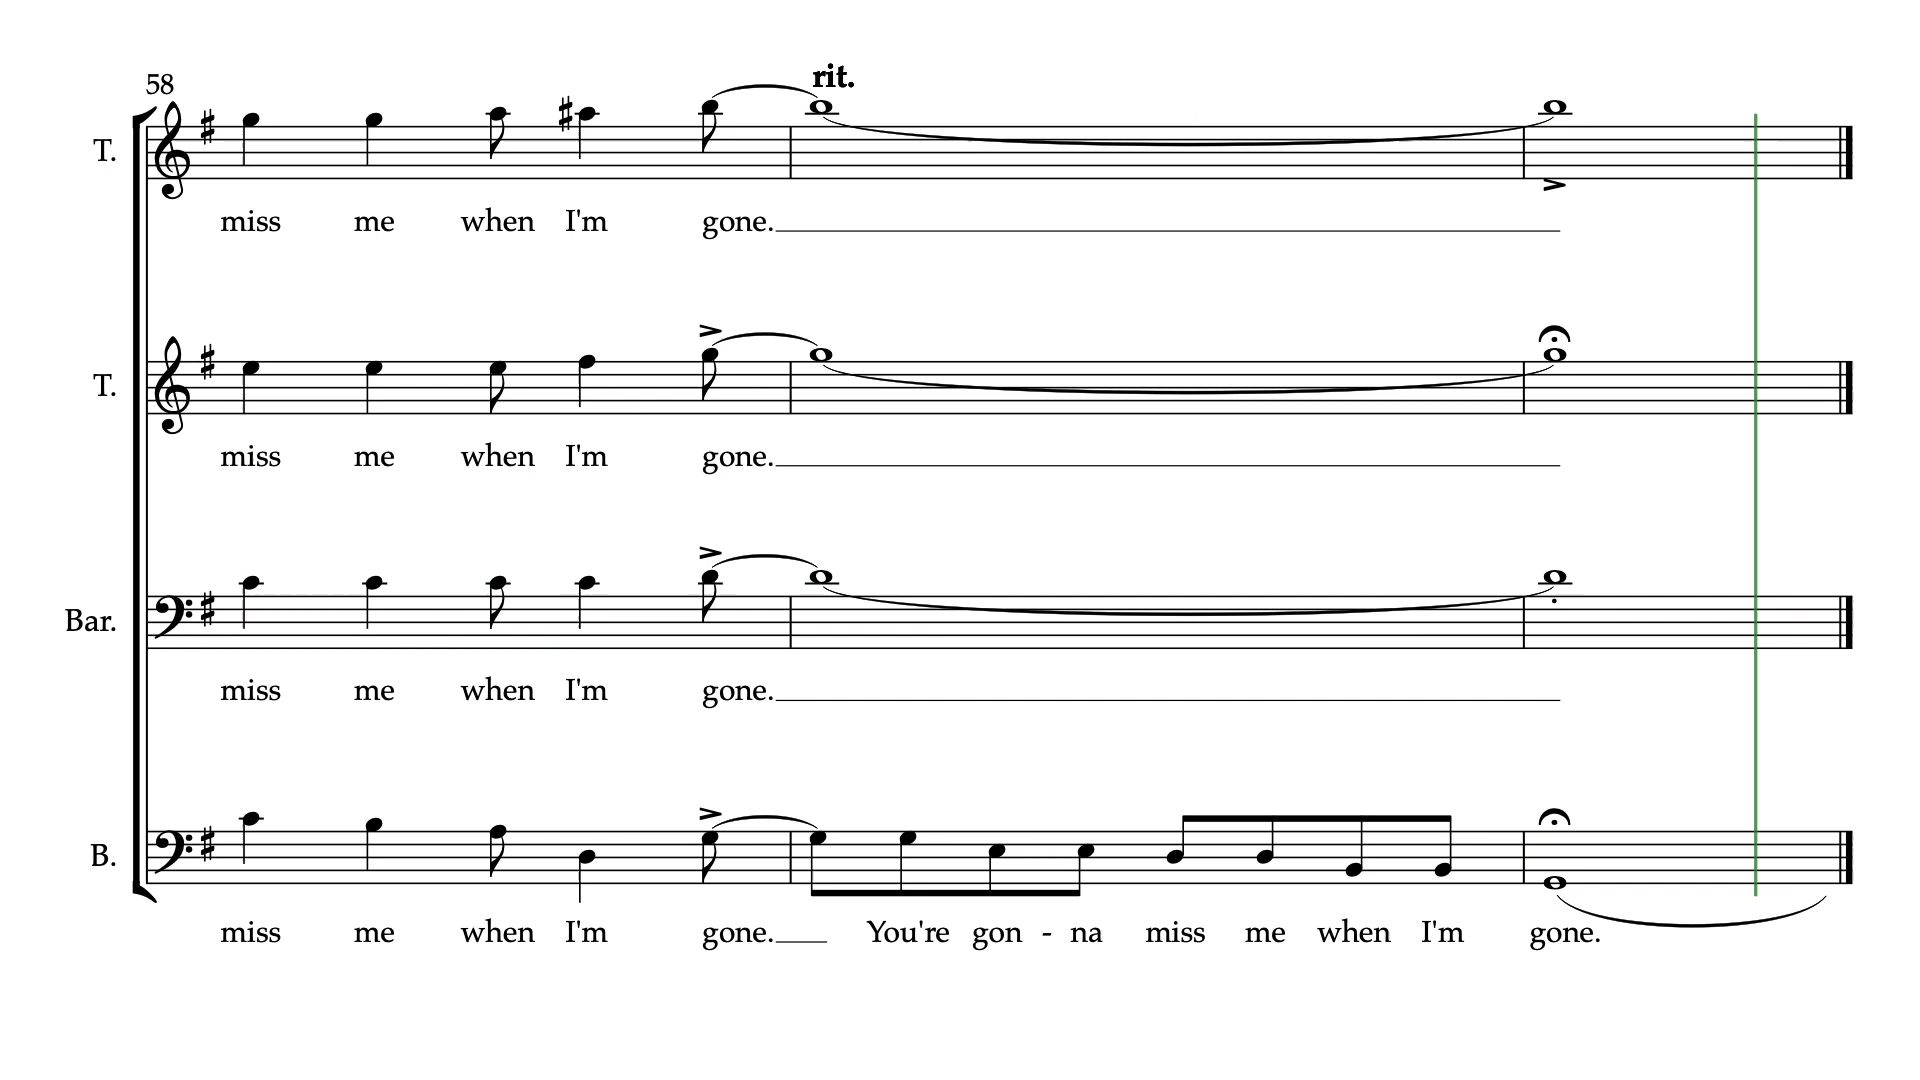 58
rit.
T.
miss me when I'm gone.
T.
miss me when I'm gone.
Bar.
miss me when I'm gone.
B.
miss me when I'm gone. You're gon - na miss me when I'm gone.